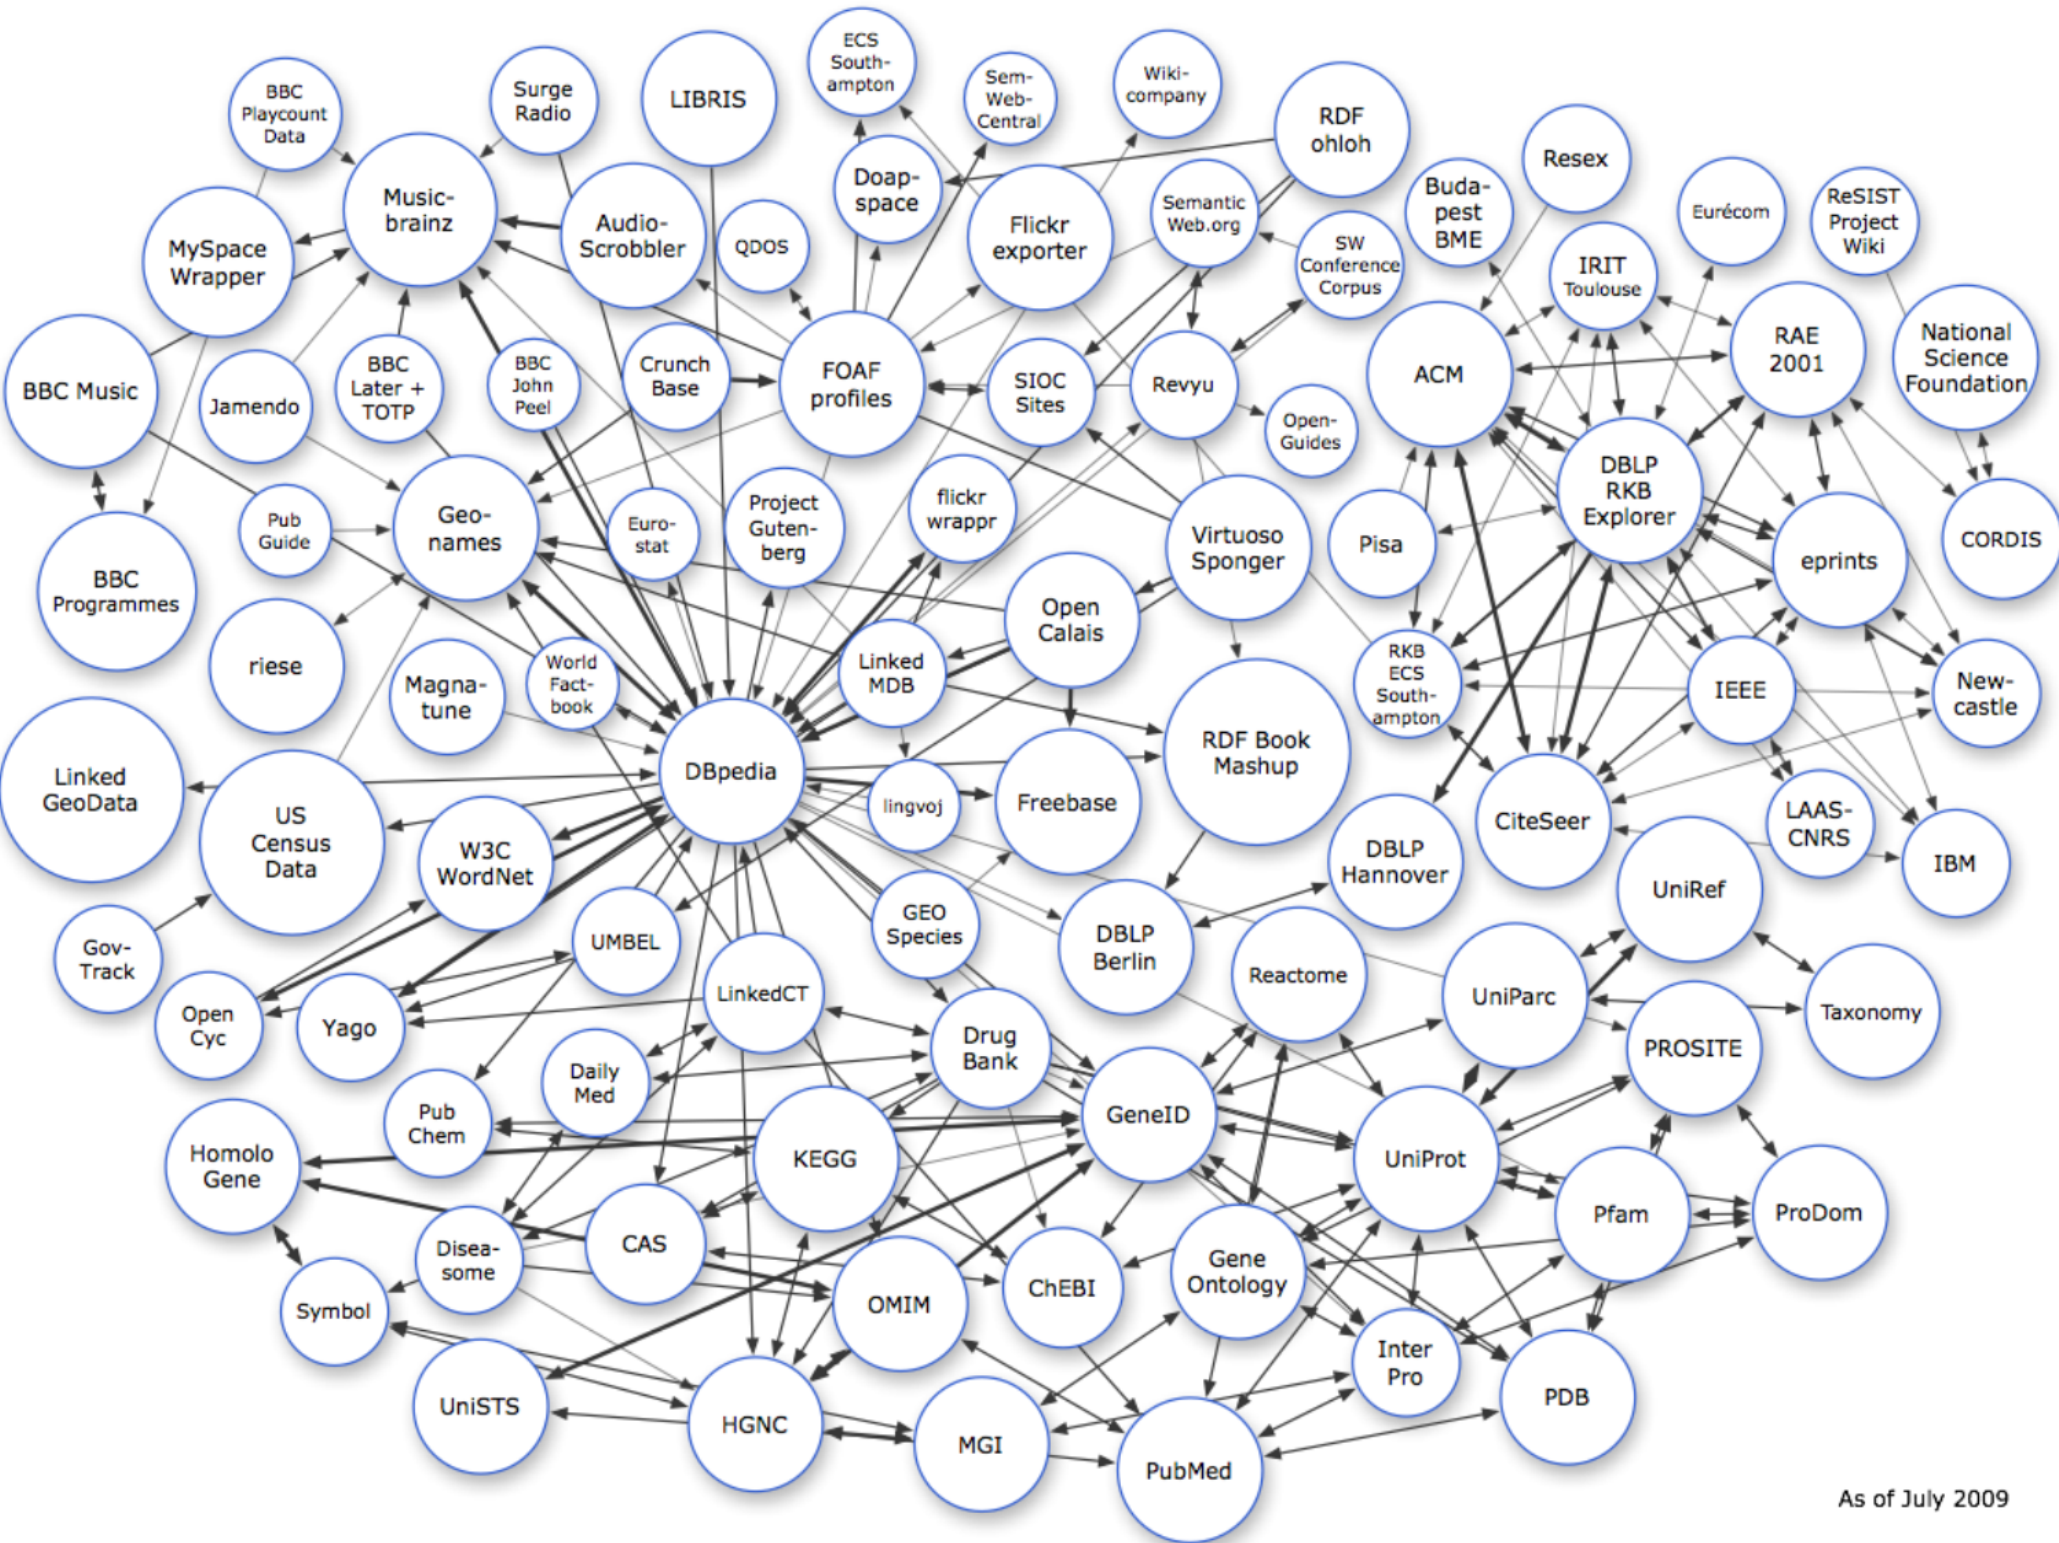 ECS
South-
ampton
BBC
Playcount
Data
Surge
Radio
LIBRIS
Sem-
Web-
Central
Wiki-
company
RDF
ohloh
Resex
Music-
brainz
Audio-
Scrobbler
QDOS
Doap-
space
Flickr
exporter
Semantic
Web.org
SW
Conference
Corpus
Buda-
pest
BME
IRIT
Toulouse
Eurécom
ReSIST
Project
Wiki
MySpace
Wrapper
BBC Music
Jamendo
BBC
Later +
TOTP
BBC
John
Peel
Crunch
Base
FOAF
profiles
SIOC
Sites
Revyu
Open-
Guides
ACM
RAE
2001
National
Science
Foundation
BBC
Programmes
Pub
Guide
Geo-
names
Euro-
stat
Project
Guten-
berg
flickr
wrappr
Virtuoso
Sponger
Pisa
DBLP
RKB
Explorer
eprints
CORDIS
riese
Magna-
tune
World
Fact-
book
Linked
MDB
Open
Calais
RKB
ECS
South-
ampton
IEEE
New-
castle
Linked
GeoData
US
Census
Data
W3C
WordNet
DBpedia
lingvoj
Freebase
RDF Book
Mashup
DBLP
Hannover
CiteSeer
LAAS-
CNRS
IBM
Gov-
Track
Open
Cyc
Yago
UMBEL
LinkedCT
GEO
Species
DBLP
Berlin
Reactome
UniParc
UniRef
Taxonomy
PROSITE
Pub
Chem
Daily
Med
Drug
Bank
Homolo
Gene
KEGG
GeneID
UniProt
Pfam
ProDom
Symbol
Disea-
some
CAS
OMIM
ChEBI
Gene
Ontology
Inter
Pro
PDB
UniSTS
HGNC
MGI
PubMed
As of July 2009